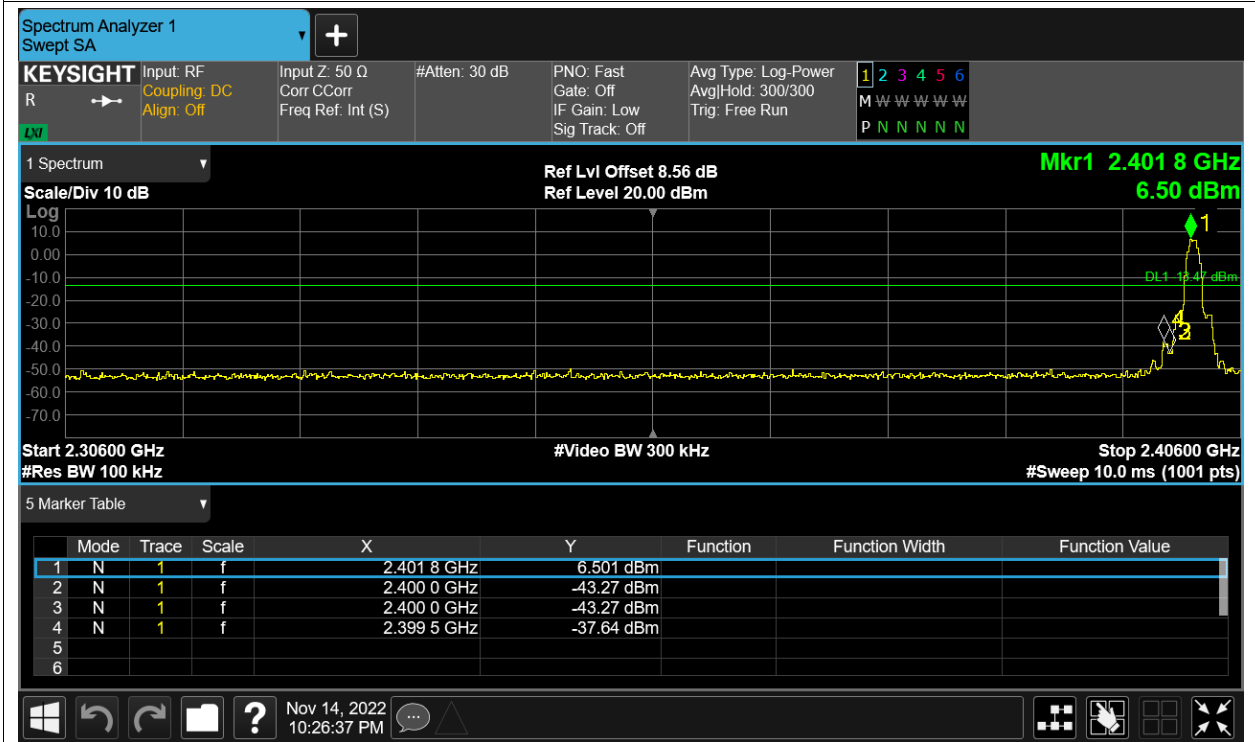 Spectrum Analyzer 1
Swept SA
KEYSIGHT Input: RF Input Z: 50 Ω #Atten: 30 dB PNO: Fast Avg Type: Log-Power 1 2 3 4 5 6
R Coupling: DC Corr CCorr Gate: Off Avg|Hold: 300/300 M W W W W W W
Align: Off Freq Ref: Int (S) IF Gain: Low Trig: Free Run
LXI Sig Track: Off P N N N N N
1 Spectrum Ref Lvl Offset 8.56 dB Mkr1 2.401 8 GHz
Scale/Div 10 dB Ref Level 20.00 dBm 6.50 dBm
Log
10.0 1
0.00
-10.0 DL1 -13.47 dBm
-20.0
-30.0
-40.0
-50.0
-60.0
-70.0
Start 2.30600 GHz #Video BW 300 kHz Stop 2.40600 GHz
#Res BW 100 kHz #Sweep 10.0 ms (1001 pts)
5 Marker Table
Mode Trace Scale X Y Function Function Width Function Value
1 N 1 f 2.401 8 GHz 6.501 dBm
2 N 1 f 2.400 0 GHz -43.27 dBm
3 N 1 f 2.400 0 GHz -43.27 dBm
4 N 1 f 2.399 5 GHz -37.64 dBm
5
6
? Nov 14, 2022
10:26:37 PM